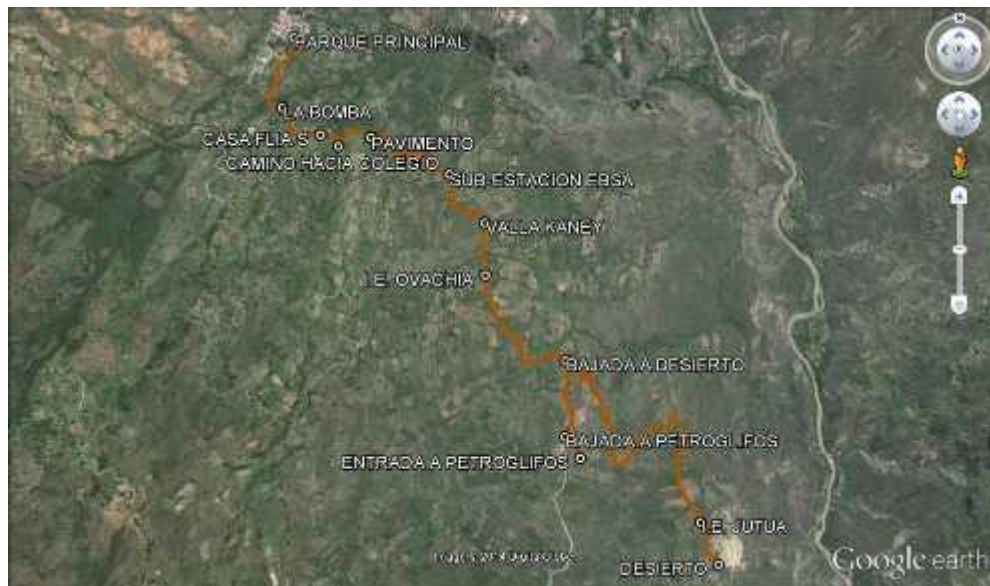 PARQUE PRINCIPAL
LA BOMBA
CASA FLIA S
PAVIMENTO
CAMINO HACIA COLEGIO
SUB-ESTACION EBSA
VALLA KANEY
I.E. OVACHIA
BAJADA A DESIERTO
BAJADA A PETROGLIFOS
ENTRADA A PETROGLIFOS
I.E. JUTUA
DESIERTO
Google earth